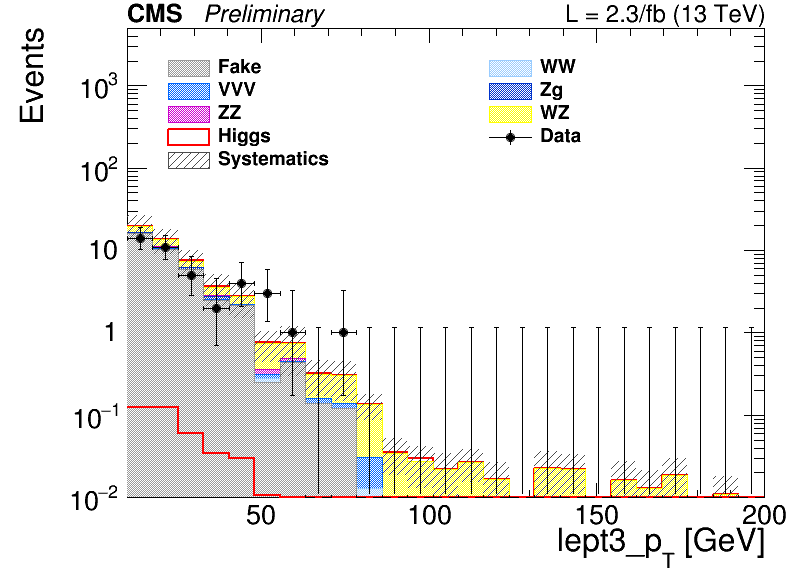 CMS Preliminary L = 2.3/fb (13 TeV)
Events
Fake WW
VVV Zg
ZZ WZ
Higgs Data
Systematics
10³
10²
10
1
10⁻¹
10⁻²
50 100 150 200
lept3_p_T [GeV]